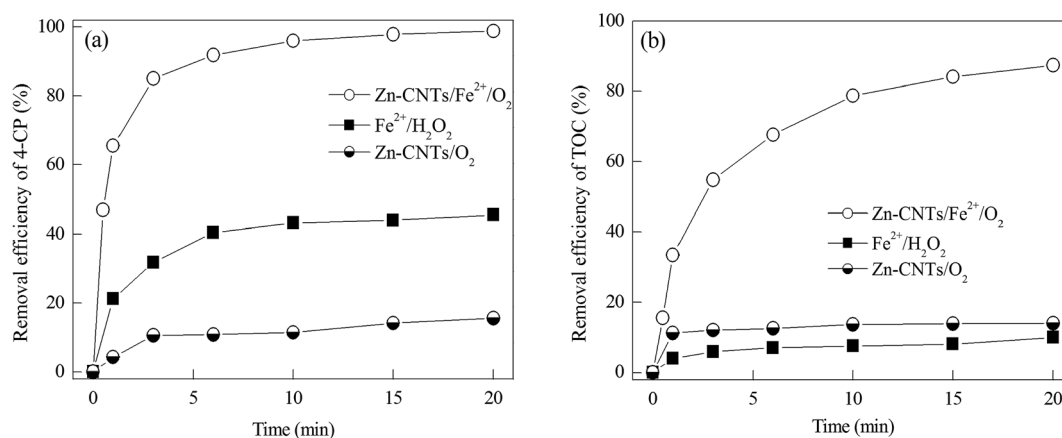 (a)
Removal efficiency of 4-CP (%)
100
80
60
40
20
0
Zn-CNTs/Fe²⁺/O₂
Fe²⁺/H₂O₂
Zn-CNTs/O₂
0 5 10 15 20
Time (min)
(b)
Removal efficiency of TOC (%)
100
80
60
40
20
0
Zn-CNTs/Fe²⁺/O₂
Fe²⁺/H₂O₂
Zn-CNTs/O₂
0 5 10 15 20
Time (min)